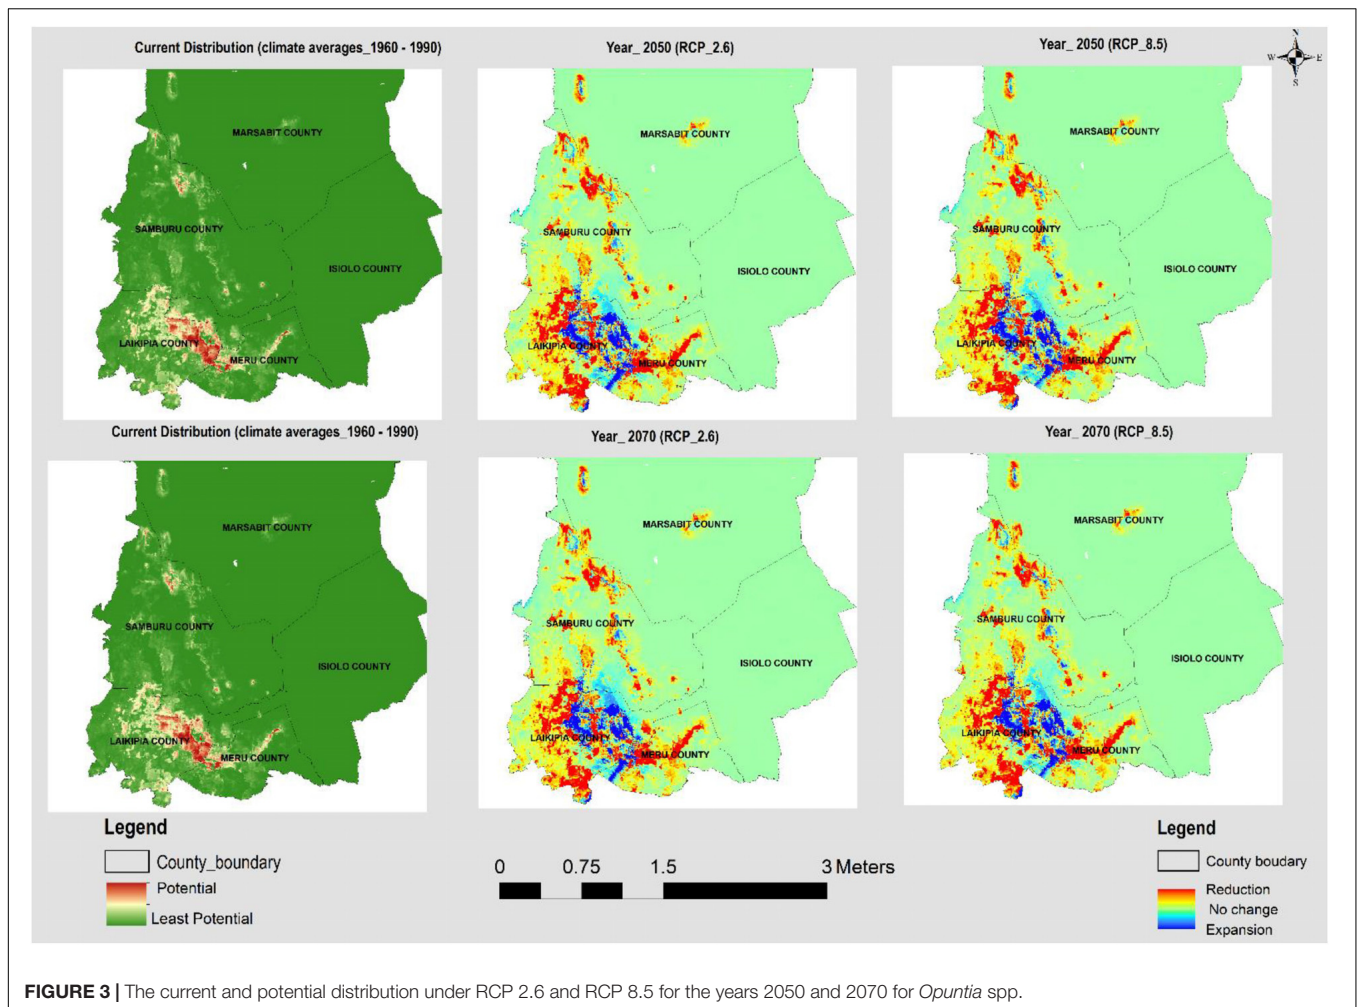 Current Distribution (climate averages_1960 - 1990)
Year_ 2050 (RCP_2.6)
Year_ 2050 (RCP_8.5)
N
W E
S
MARSABIT COUNTY
SAMBURU COUNTY
ISIOLO COUNTY
LAIKIPIA COUNTY
MERU COUNTY
MARSABIT COUNTY
SAMBURU COUNTY
ISIOLO COUNTY
LAIKIPIA COUNTY
MERU COUNTY
MARSABIT COUNTY
SAMBURU COUNTY
ISIOLO COUNTY
LAIKIPIA COUNTY
MERU COUNTY
Current Distribution (climate averages_1960 - 1990)
Year_ 2070 (RCP_2.6)
Year_ 2070 (RCP_8.5)
MARSABIT COUNTY
SAMBURU COUNTY
ISIOLO COUNTY
LAIKIPIA COUNTY
MERU COUNTY
MARSABIT COUNTY
SAMBURU COUNTY
ISIOLO COUNTY
LAIKIPIA COUNTY
MERU COUNTY
MARSABIT COUNTY
SAMBURU COUNTY
ISIOLO COUNTY
LAIKIPIA COUNTY
MERU COUNTY
Legend
County_boundary
Potential
Least Potential
0 0.75 1.5 3 Meters
Legend
County boudary
Reduction
No change
Expansion
FIGURE 3 | The current and potential distribution under RCP 2.6 and RCP 8.5 for the years 2050 and 2070 for Opuntia spp.